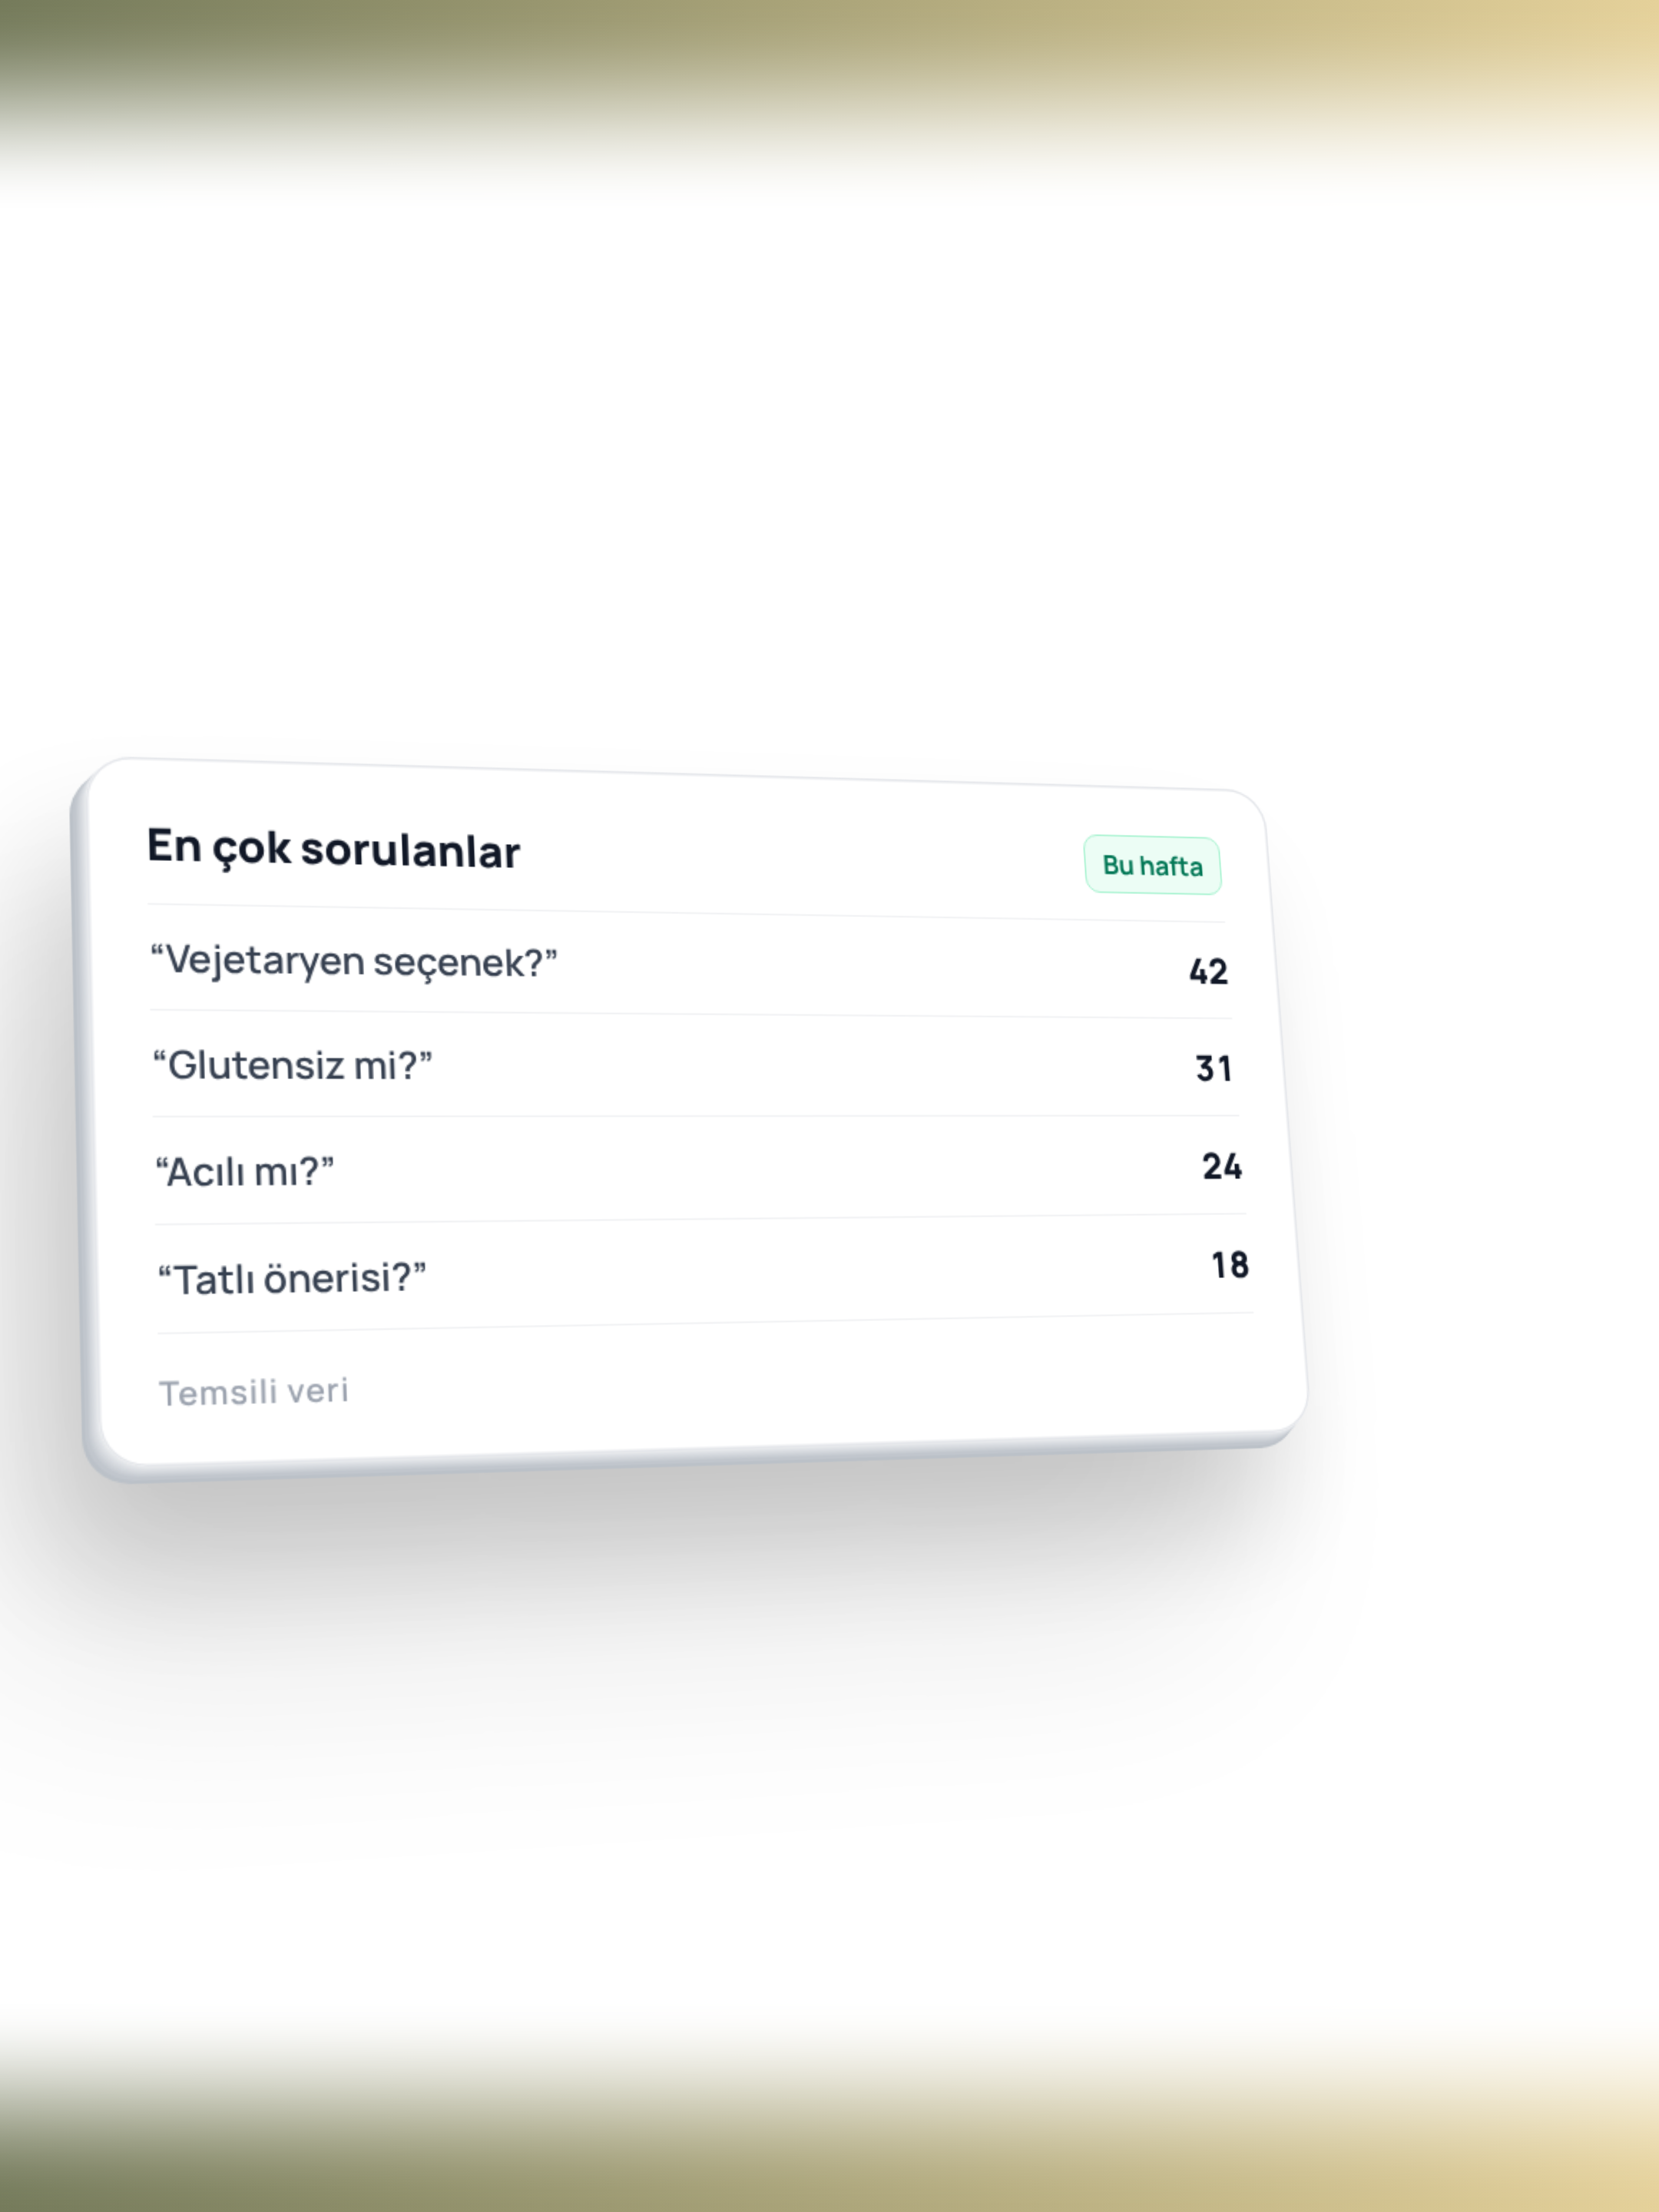 En çok sorulanlar
Bu hafta
“Vejetaryen seçenek?” 42
“Glutensiz mi?” 31
“Acılı mı?” 24
“Tatlı önerisi?” 18
Temsili veri